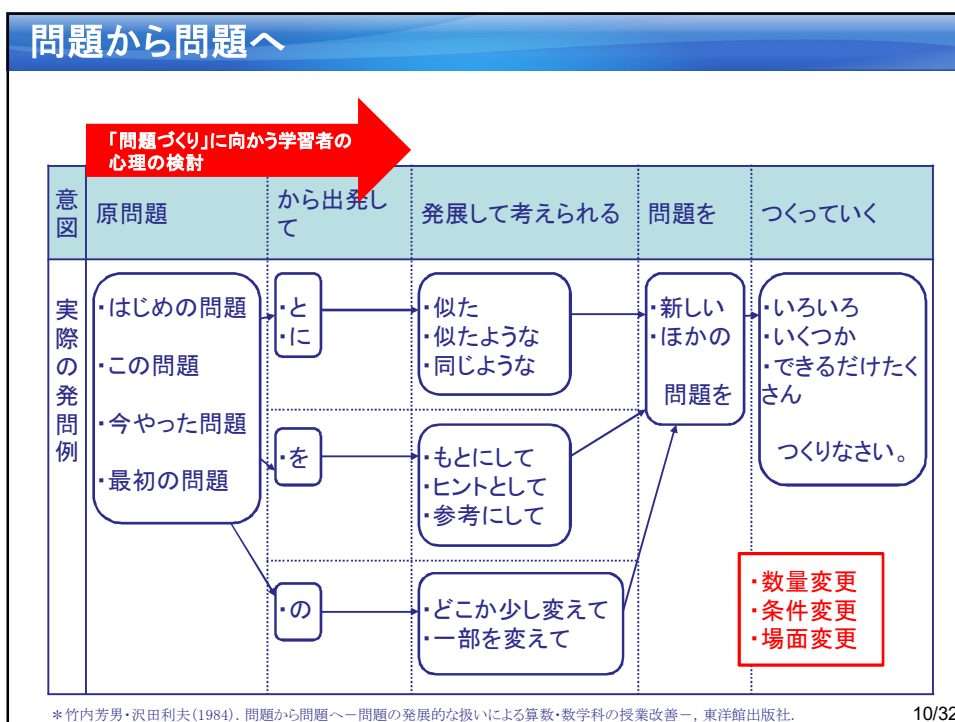 問題から問題へ
「問題づくり」に向かう学習者の
心理の検討
意図
原問題
から出発し
て
発展して考えられる
問題を
つくっていく
実際の発問例
・はじめの問題
・この問題
・今やった問題
・最初の問題
・と
・に
・を
・の
・似た
・似たような
・同じような
・もとにして
・ヒントとして
・参考にして
・どこか少し変えて
・一部を変えて
・新しい
・ほかの
問題を
・いろいろ
・いくつか
・できるだけたく
さん
つくりなさい。
・数量変更
・条件変更
・場面変更
＊竹内芳男・沢田利夫(1984). 問題から問題へ－問題の発展的な扱いによる算数・数学科の授業改善－, 東洋館出版社.
10/32